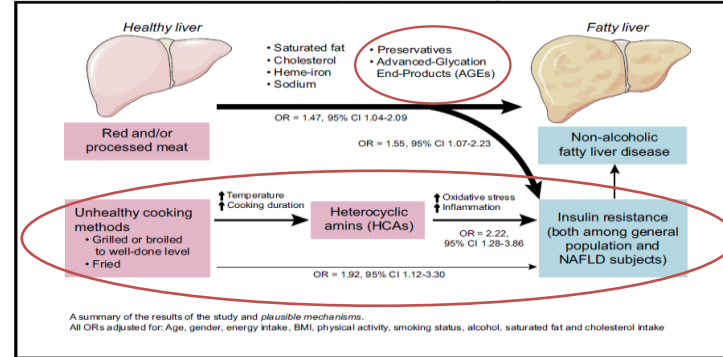 Healthy liver
Fatty liver
• Saturated fat
• Cholesterol
• Heme-iron
• Sodium
• Preservatives
• Advanced-Glycation
End-Products (AGEs)
OR = 1.47, 95% CI 1.04-2.09
Red and/or
processed meat
OR = 1.55, 95% CI 1.07-2.23
Non-alcoholic
fatty liver disease
Unhealthy cooking
methods
• Grilled or broiled
to well-done level
• Fried
Temperature
Cooking duration
Heterocyclic
amins (HCAs)
Oxidative stress
Inflammation
OR = 2.22,
95% CI 1.28-3.86
Insulin resistance
(both among general
population and
NAFLD subjects)
OR = 1.92, 95% CI 1.12-3.30
A summary of the results of the study and plausible mechanisms.
All ORs adjusted for: Age, gender, energy intake, BMI, physical activity, smoking status, alcohol, saturated fat and cholesterol intake